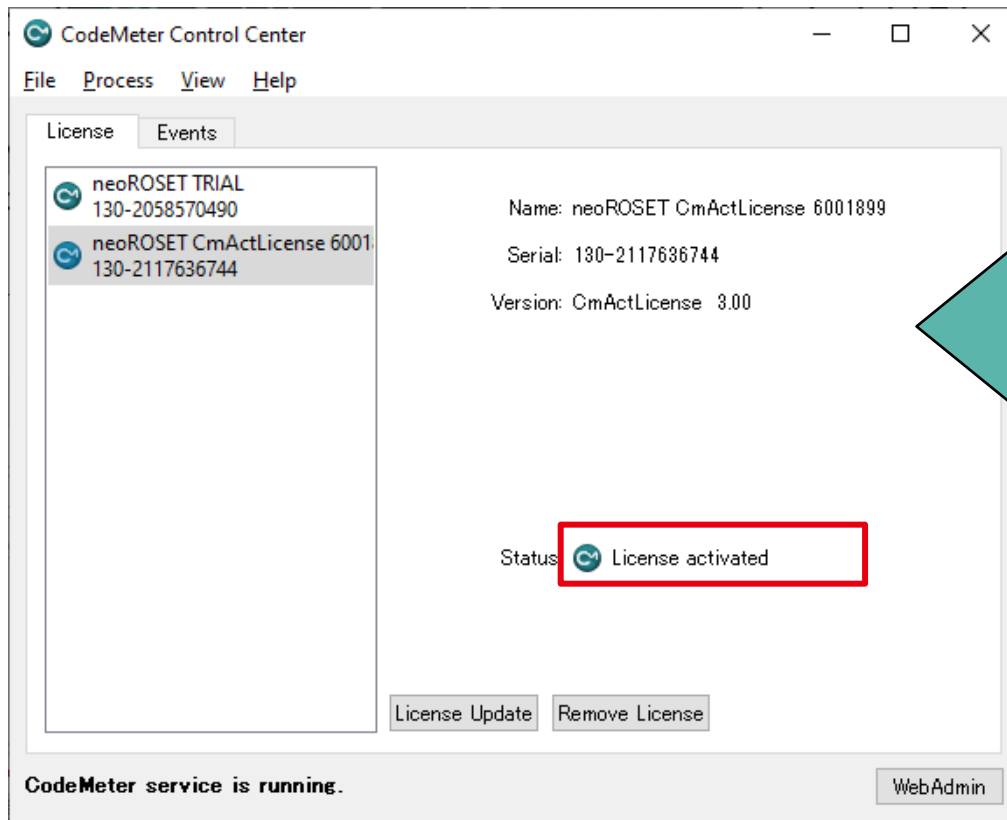 CodeMeter Control Center
File Process View Help
License Events
neoROSET TRIAL
130-2058570490
neoROSET CmActLicense 6001
130-2117636744
Name: neoROSET CmActLicense 6001899
Serial: 130-2117636744
Version: CmActLicense 3.00
Status License activated
License Update Remove License
CodeMeter service is running.
WebAdmin